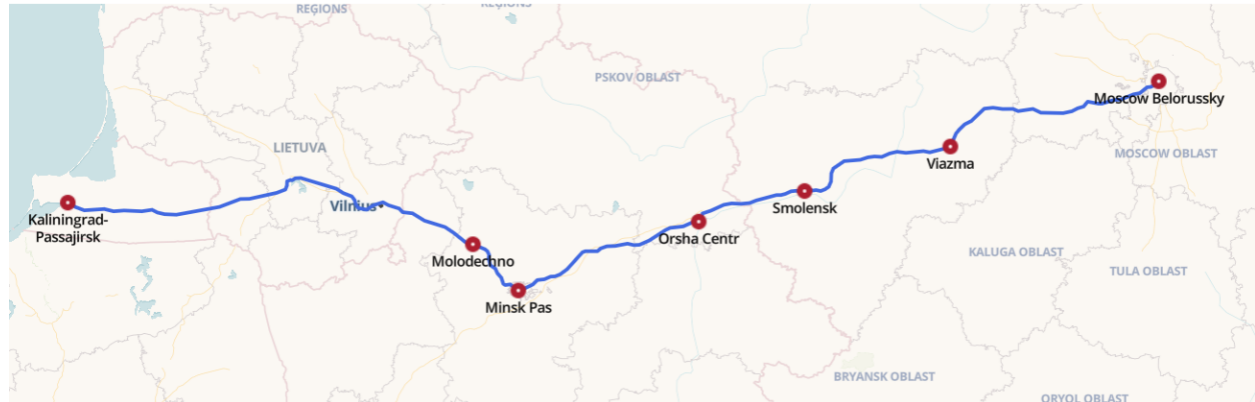 REGIONS
REGIONS
PSKOV OBLAST
Moscow Belorussky
LIETUVA
MOSCOW OBLAST
Viazma
Vilnius
Smolensk
Kaliningrad-
Passajirsk
Orsha Centr
Molodechno
KALUGA OBLAST
TULA OBLAST
Minsk Pas
BRYANSK OBLAST
ORYOL OBLAST